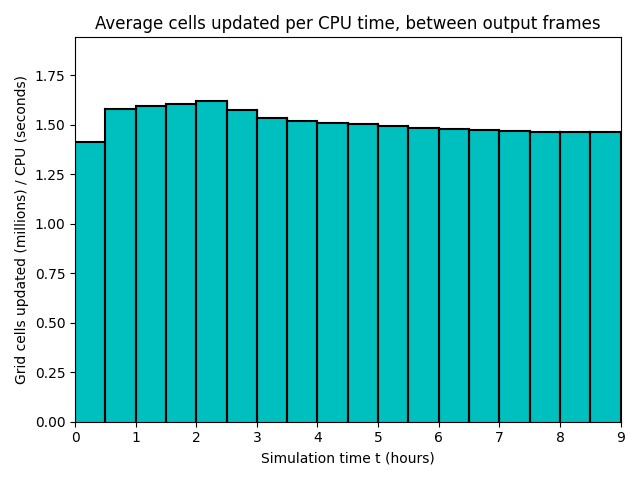 Average cells updated per CPU time, between output frames
Grid cells updated (millions) / CPU (seconds)
1.75
1.50
1.25
1.00
0.75
0.50
0.25
0.00
0 1 2 3 4 5 6 7 8 9
Simulation time t (hours)